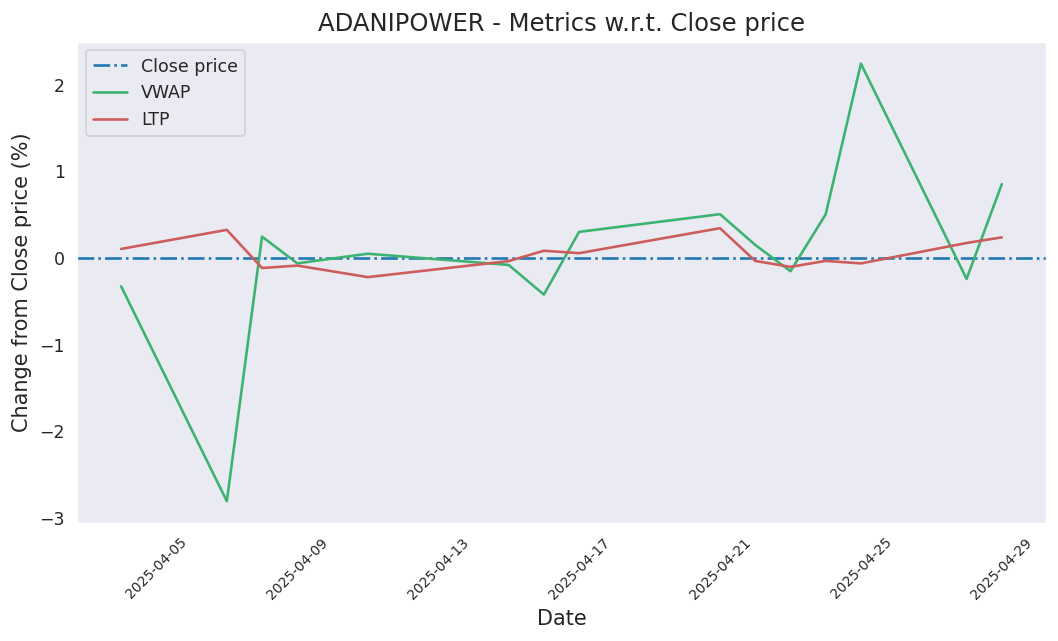 ADANIPOWER - Metrics w.r.t. Close price
Close price
VWAP
LTP
Change from Close price (%)
2
1
0
−1
−2
−3
2025-04-05
2025-04-09
2025-04-13
2025-04-17
2025-04-21
2025-04-25
2025-04-29
Date